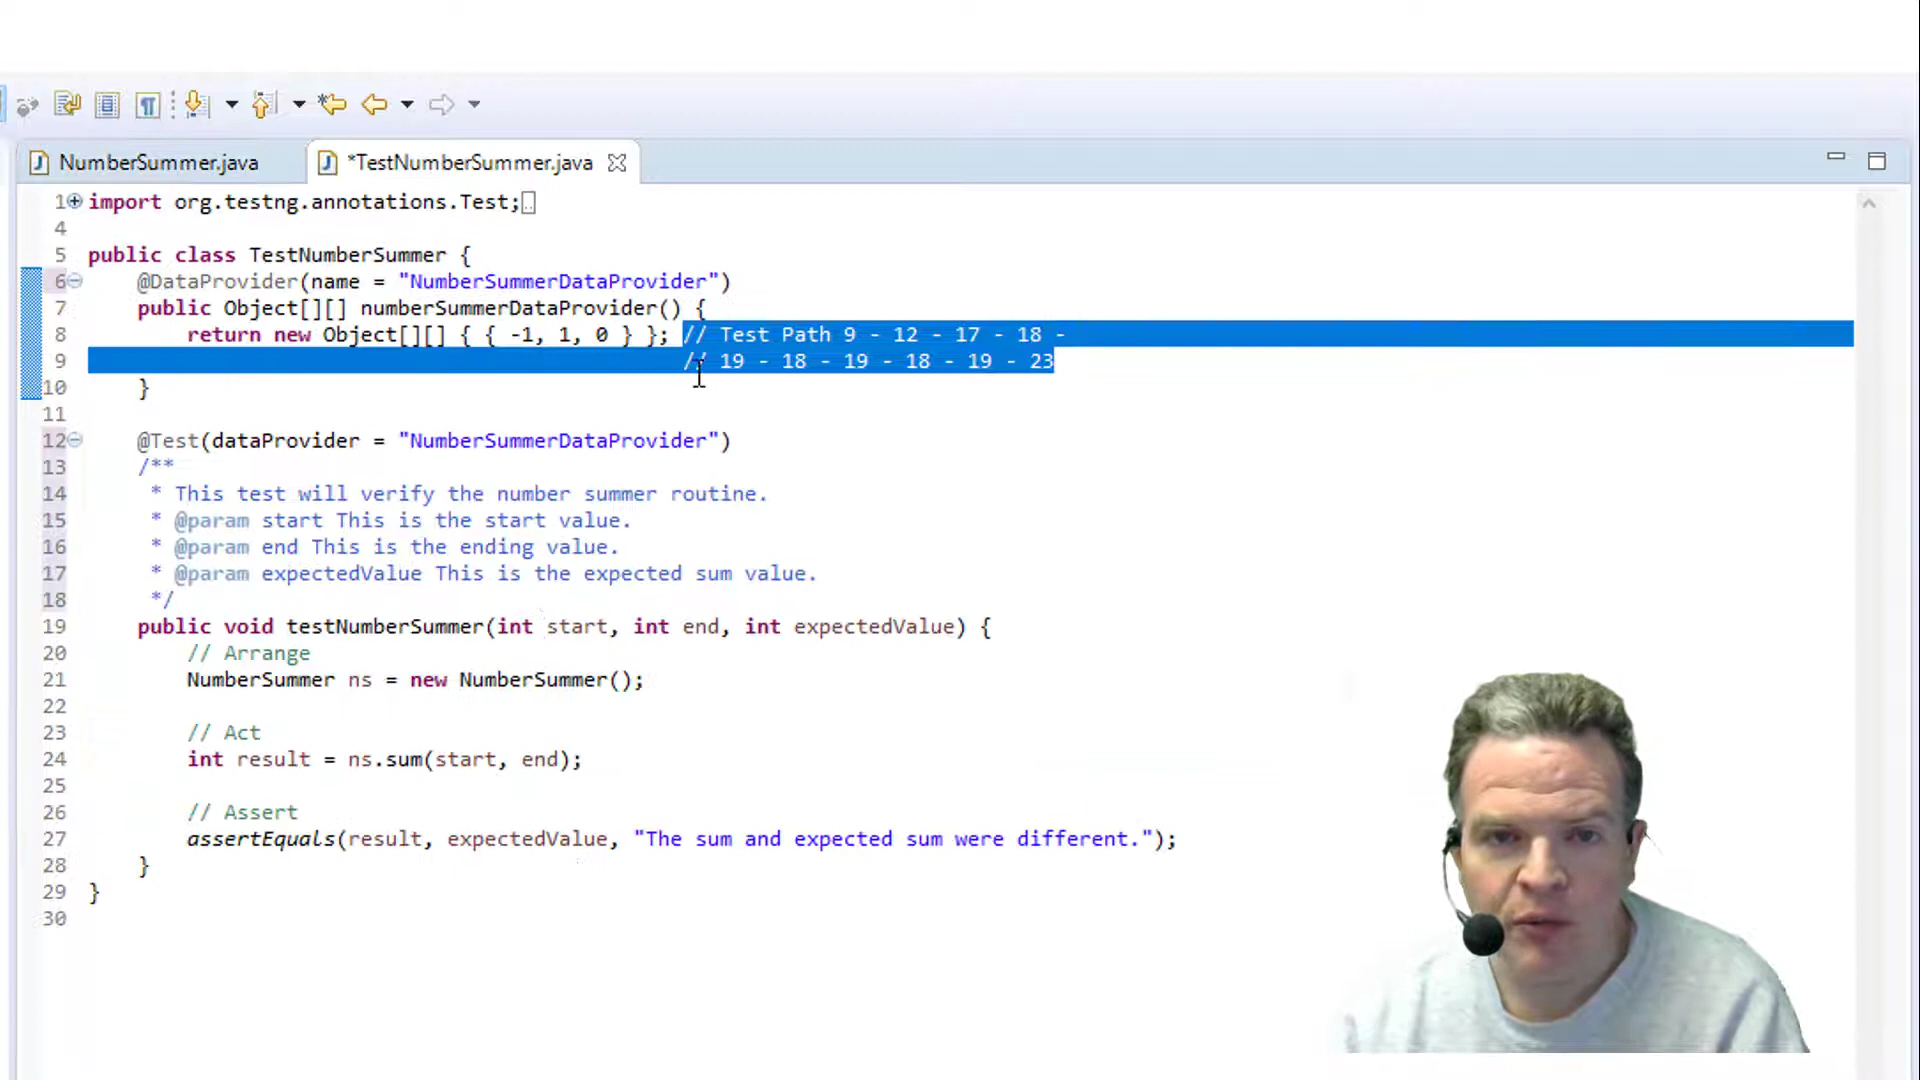 NumberSummer.java
*TestNumberSummer.java
1 import org.testng.annotations.Test;
4
5 public class TestNumberSummer {
6 @DataProvider(name = "NumberSummerDataProvider")
7 public Object[][] numberSummerDataProvider() {
8 return new Object[][] { { -1, 1, 0 } }; // Test Path 9 - 12 - 17 - 18 -
9 // 19 - 18 - 19 - 18 - 19 - 23
10 }
11
12 @Test(dataProvider = "NumberSummerDataProvider")
13 /**
14 * This test will verify the number summer routine.
15 * @param start This is the start value.
16 * @param end This is the ending value.
17 * @param expectedValue This is the expected sum value.
18 */
19 public void testNumberSummer(int start, int end, int expectedValue) {
20 // Arrange
21 NumberSummer ns = new NumberSummer();
22
23 // Act
24 int result = ns.sum(start, end);
25
26 // Assert
27 assertEquals(result, expectedValue, "The sum and expected sum were different.");
28 }
29 }
30